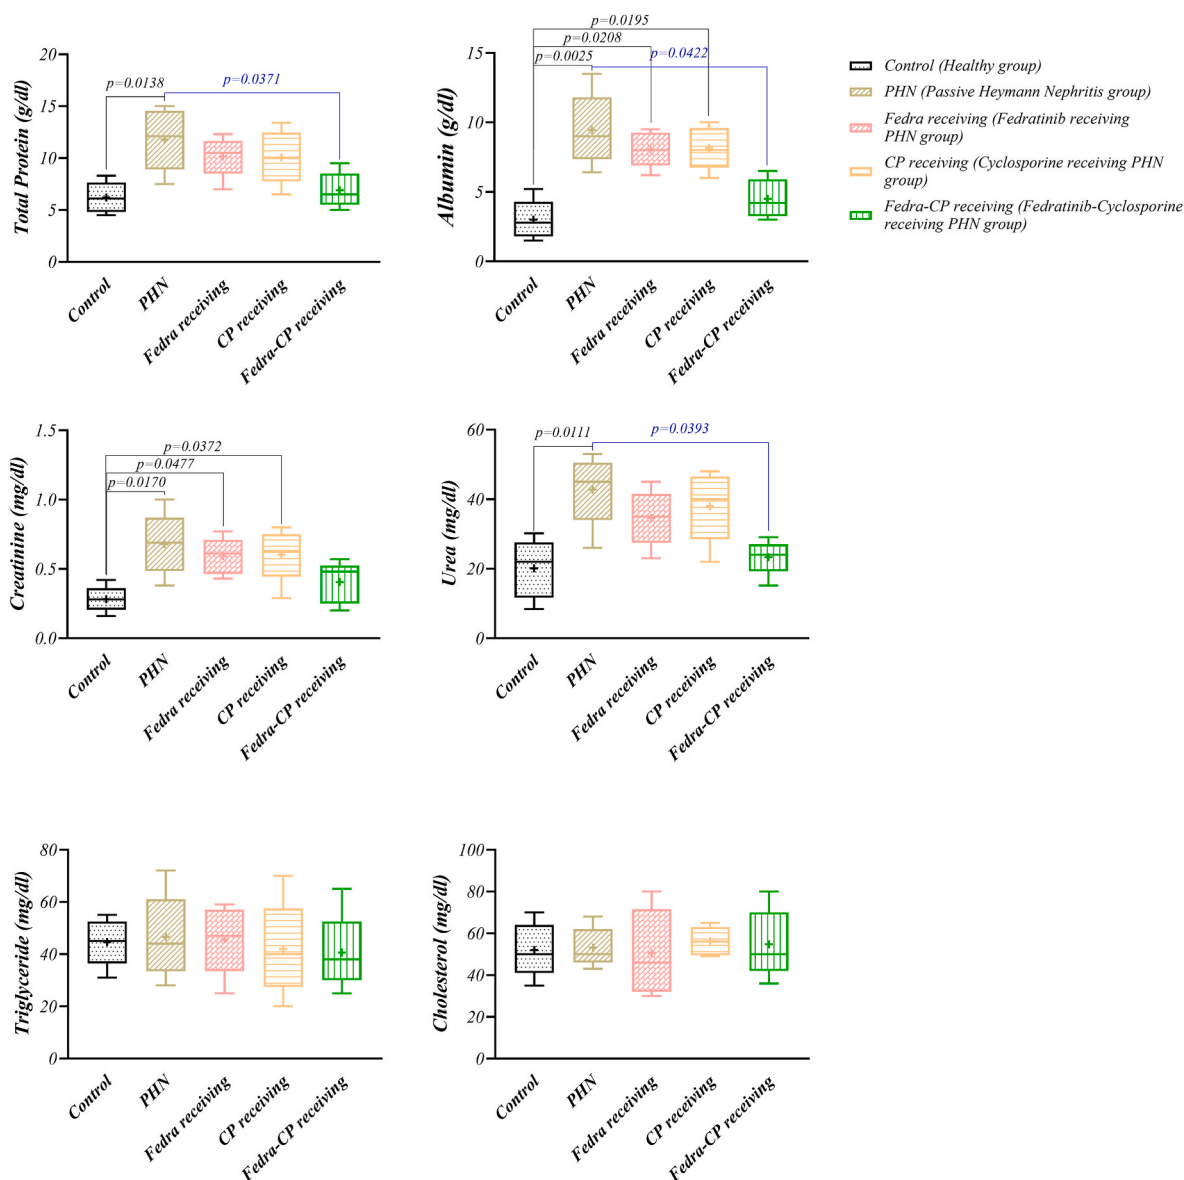 20
15
10
5
0
Total Protein (g/dl)
p=0.0138
p=0.0371
Control
PHN
Fedra receiving
CP receiving
Fedra-CP receiving
15
10
5
0
Albumin (g/dl)
p=0.0195
p=0.0208
p=0.0025
p=0.0422
Control
PHN
Fedra receiving
CP receiving
Fedra-CP receiving
Control (Healthy group)
PHN (Passive Heymann Nephritis group)
Fedra receiving (Fedratinib receiving
PHN group)
CP receiving (Cyclosporine receiving PHN
group)
Fedra-CP receiving (Fedratinib-Cyclosporine
receiving PHN group)
1.5
1.0
0.5
0.0
Creatinine (mg/dl)
p=0.0372
p=0.0477
p=0.0170
Control
PHN
Fedra receiving
CP receiving
Fedra-CP receiving
60
40
20
0
Urea (mg/dl)
p=0.0111
p=0.0393
Control
PHN
Fedra receiving
CP receiving
Fedra-CP receiving
80
60
40
20
0
Triglyceride (mg/dl)
Control
PHN
Fedra receiving
CP receiving
Fedra-CP receiving
100
80
60
40
20
0
Cholesterol (mg/dl)
Control
PHN
Fedra receiving
CP receiving
Fedra-CP receiving